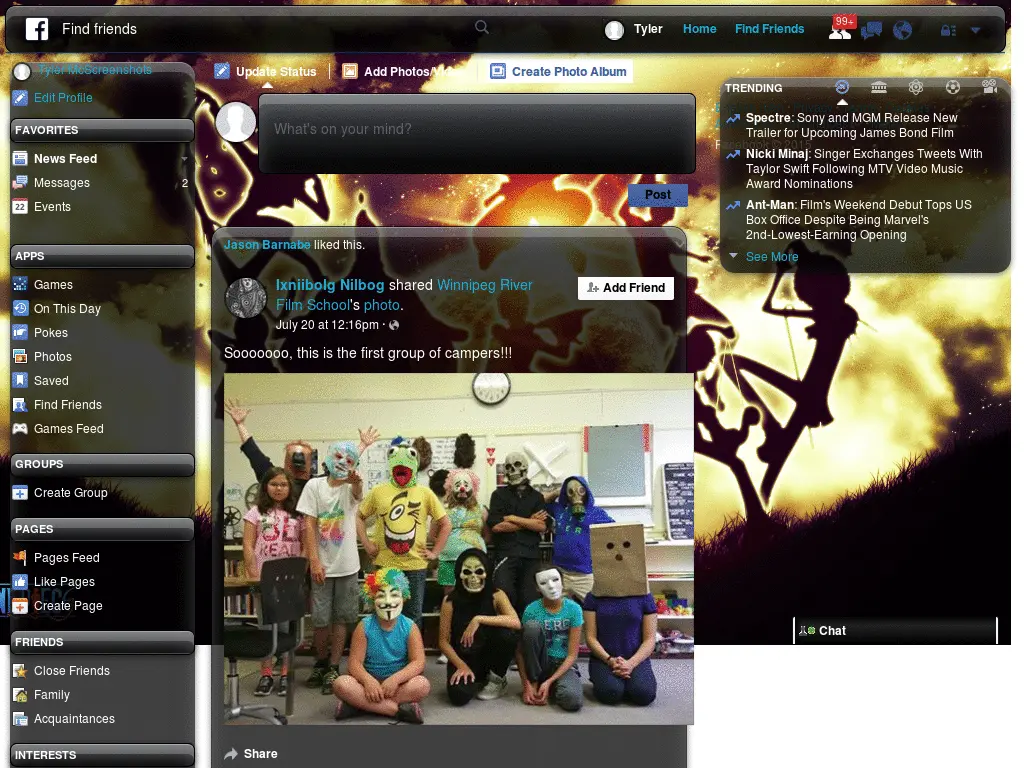 Find friends
Tyler
Home
Find Friends
99+
Tyler McScreenshots
Edit Profile
FAVORITES
News Feed
Messages
2
22
Events
APPS
Games
On This Day
Pokes
Photos
Saved
Find Friends
Games Feed
GROUPS
Create Group
PAGES
Pages Feed
Like Pages
Create Page
FRIENDS
Close Friends
Family
Acquaintances
INTERESTS
Update Status
Add Photos/
Create Photo Album
What's on your mind?
Post
Jason Barnabe liked this.
Ixniibolg Nilbog shared Winnipeg River
Film School's photo.
July 20 at 12:16pm ·
Add Friend
Sooooooo, this is the first group of campers!!!
Share
TRENDING
Spectre: Sony and MGM Release New
Trailer for Upcoming James Bond Film
Nicki Minaj: Singer Exchanges Tweets With
Taylor Swift Following MTV Video Music
Award Nominations
Ant-Man: Film's Weekend Debut Tops US
Box Office Despite Being Marvel's
2nd-Lowest-Earning Opening
See More
Chat